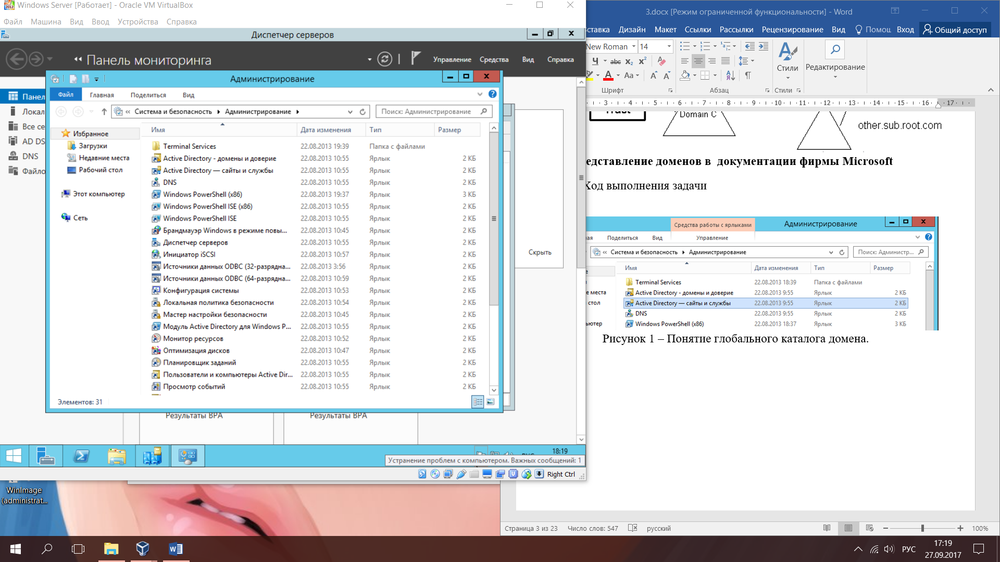 Windows Server [Работает] - Oracle VM VirtualBox
Файл Машина Вид Ввод Устройства Справка
Диспетчер серверов
Панель мониторинга
Управление Средства Вид Справка
Панел
Локал
Все се
AD DS
DNS
Файло
Администрирование
Файл Главная Поделиться Вид
Система и безопасность Администрирование
Поиск: Администрирование
Избранное
Загрузки
Недавние места
Рабочий стол
Этот компьютер
Сеть
Имя Дата изменения Тип Размер
Terminal Services 22.08.2013 19:39 Папка с файлами
Active Directory - домены и доверие 22.08.2013 10:55 Ярлык 2 КБ
Active Directory — сайты и службы 22.08.2013 10:55 Ярлык 2 КБ
DNS 22.08.2013 10:55 Ярлык 2 КБ
Windows PowerShell (x86) 22.08.2013 19:37 Ярлык 3 КБ
Windows PowerShell ISE (x86) 22.08.2013 10:55 Ярлык 2 КБ
Windows PowerShell ISE 22.08.2013 10:55 Ярлык 2 КБ
Брандмауэр Windows в режиме повы... 22.08.2013 10:45 Ярлык 2 КБ
Диспетчер серверов 22.08.2013 10:55 Ярлык 2 КБ
Инициатор iSCSI 22.08.2013 10:57 Ярлык 2 КБ
Источники данных ODBC (32-разрядна... 22.08.2013 3:56 Ярлык 2 КБ
Источники данных ODBC (64-разрядна... 22.08.2013 10:59 Ярлык 2 КБ
Конфигурация системы 22.08.2013 10:53 Ярлык 2 КБ
Локальная политика безопасности 22.08.2013 10:54 Ярлык 2 КБ
Мастер настройки безопасности 22.08.2013 10:45 Ярлык 2 КБ
Модуль Active Directory для Windows P... 22.08.2013 10:55 Ярлык 2 КБ
Монитор ресурсов 22.08.2013 10:52 Ярлык 2 КБ
Оптимизация дисков 22.08.2013 10:47 Ярлык 2 КБ
Планировщик заданий 22.08.2013 10:55 Ярлык 2 КБ
Пользователи и компьютеры Active Dir... 22.08.2013 10:55 Ярлык 2 КБ
Просмотр событий 22.08.2013 10:55 Ярлык 2 КБ
Элементов: 31
Скрыть
Результаты BPA Результаты BPA
18:19
Устранение проблем с компьютером. Важных сообщений: 1
Right Ctrl
WinImage
(administrat...
3.docx [Режим ограниченной функциональности] - Word
ставка Дизайн Макет Ссылки Рассылки Рецензирование Вид Помощ Вход Общий доступ
New Roman 14
Стили
Редактирование
Шрифт Абзац Стили
3 4 5 6 7 8 9 10 11 12 13 14 15 16 17
Trust
Domain C
other.sub.root.com
едставление доменов в документации фирмы Microsoft
Ход выполнения задачи
Средства работы с ярлыками
Администрирование
ая Поделиться Вид Управление
Система и безопасность Администрирование
Поиск: Администр...
Имя Дата изменения Тип Размер
Terminal Services 22.08.2013 18:39 Папка с файлами
е места Active Directory - домены и доверие 22.08.2013 9:55 Ярлык 2 КБ
стол Active Directory — сайты и службы 22.08.2013 9:55 Ярлык 2 КБ
DNS 22.08.2013 9:55 Ярлык 2 КБ
ьютер Windows PowerShell (x86) 22.08.2013 18:37 Ярлык 3 КБ
Рисунок 1 – Понятие глобального каталога домена.
Страница 3 из 23 Число слов: 547 русский
100%
РУС
17:19
27.09.2017